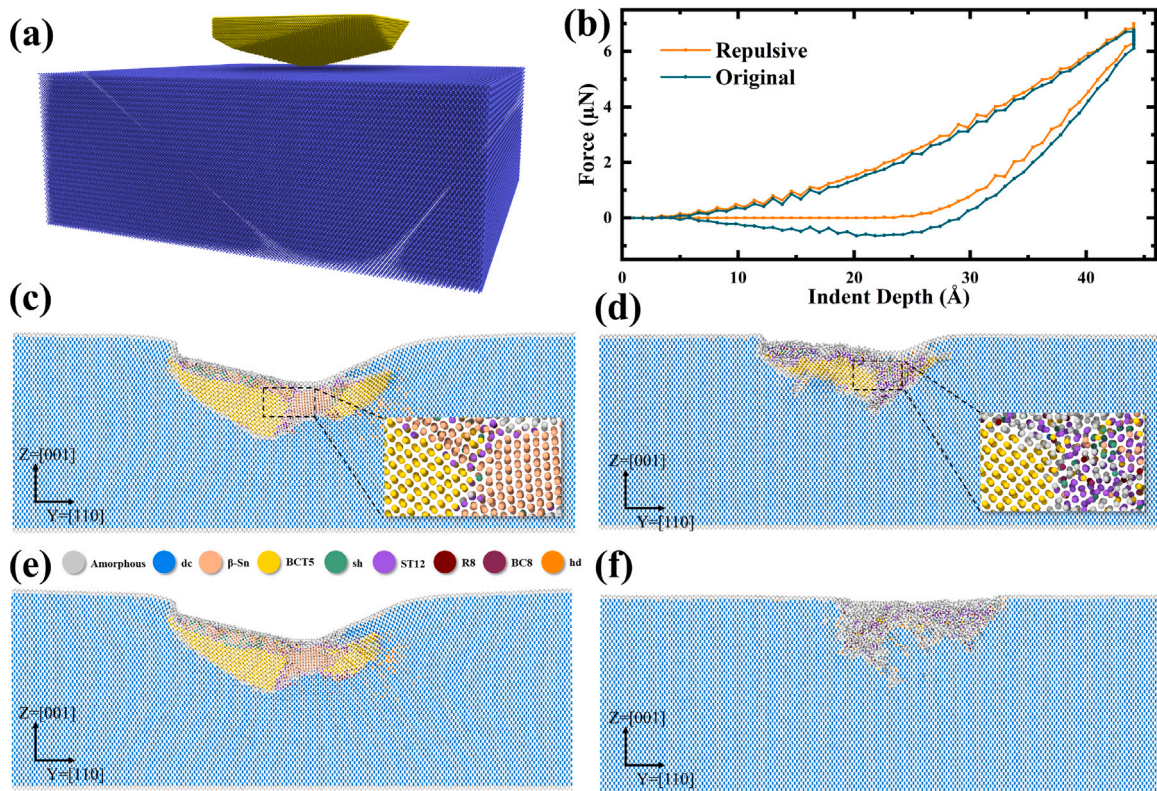 (a)
(b)
Repulsive
Original
Force (μN)
6
4
2
0
0 10 20 30 40
Indent Depth (Å)
(c)
Z=[001]
Y=[110]
(d)
Z=[001]
Y=[110]
(e)
Amorphous dc β-Sn BCT5 sh ST12 R8 BC8 hd
Z=[001]
Y=[110]
(f)
Z=[001]
Y=[110]